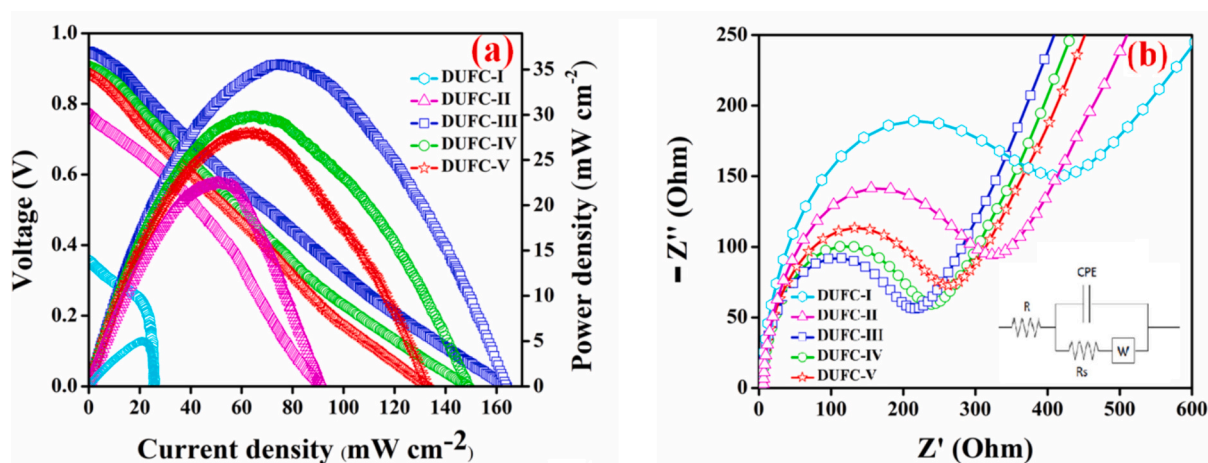 (a)
1.0
0.8
0.6
0.4
0.2
0.0
Voltage (V)
DUFC-I
DUFC-II
DUFC-III
DUFC-IV
DUFC-V
35
30
25
20
15
10
5
0
Power density (mW cm-2)
0 20 40 60 80 100 120 140 160
Current density (mW cm-2)
(b)
250
200
150
100
50
0
-Z'' (Ohm)
DUFC-I
DUFC-II
DUFC-III
DUFC-IV
DUFC-V
CPE
R
Rs
W
0 100 200 300 400 500 600
Z' (Ohm)